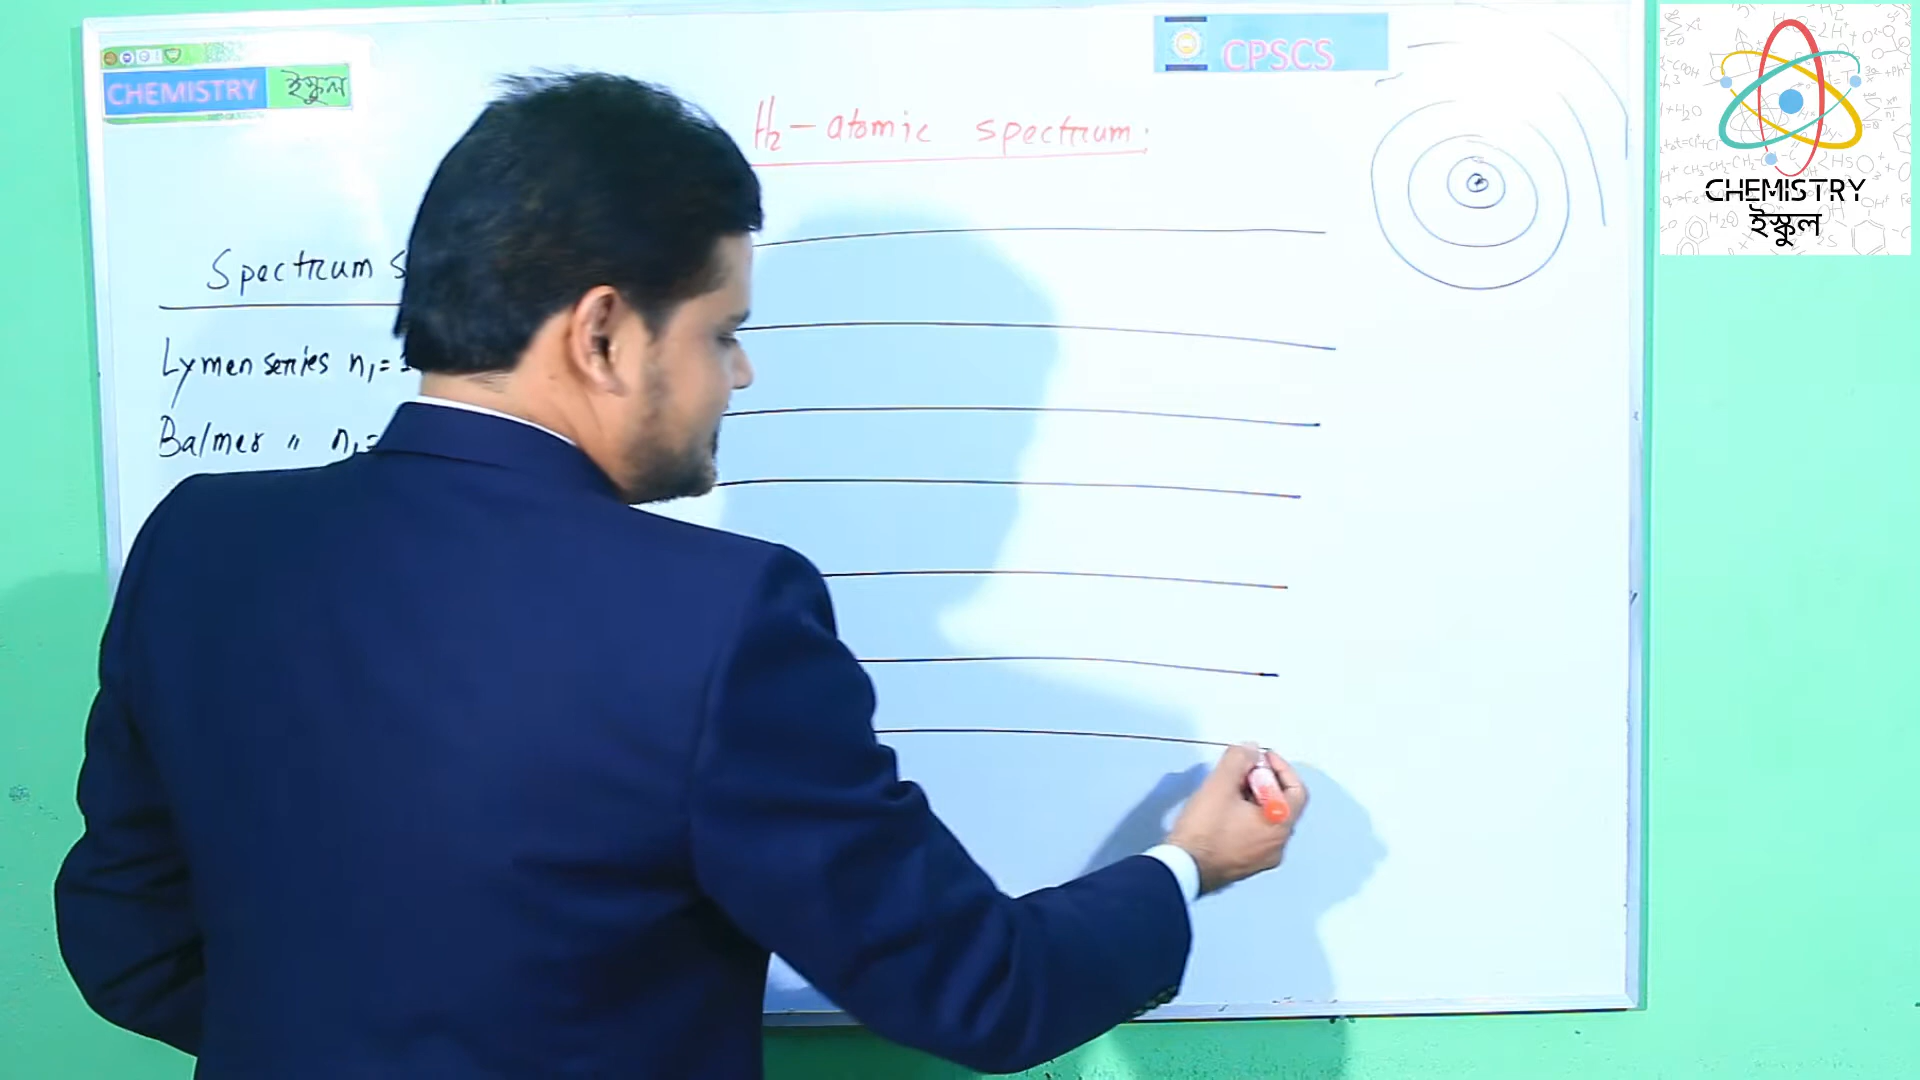 CHEMISTRY ইস্কুল
CPSCS
H₂ - atomic spectrum:
Spectrum
Lymen series n₁ =
Balmer " n₁ =
CHEMISTRY
ইস্কুল